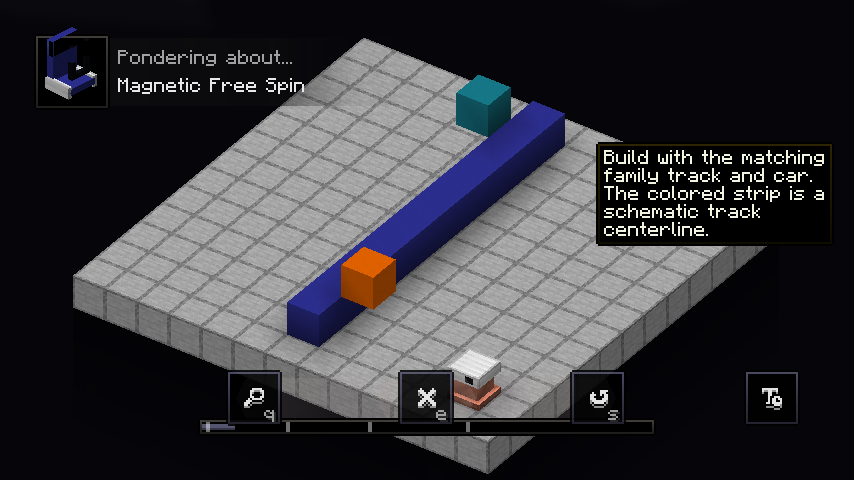 Pondering about...
Magnetic Free Spin
Build with the matching
family track and car.
The colored strip is a
schematic track
centerline.
q
e
s
T